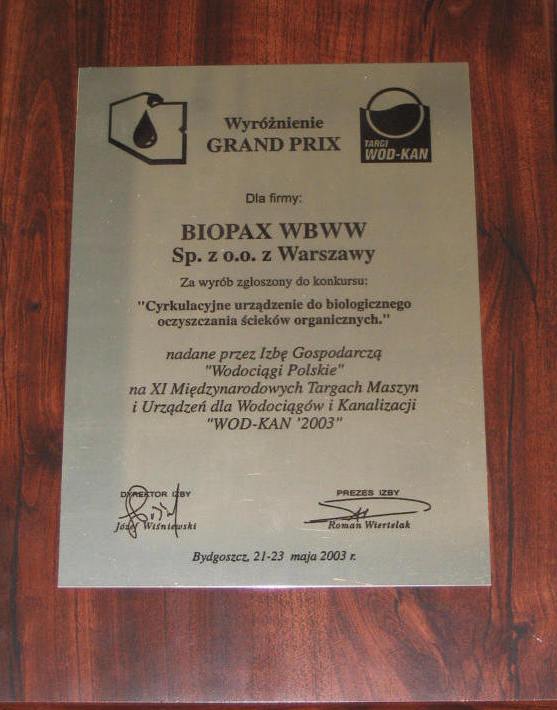 Wyróżnienie
GRAND PRIX
TARGI
WOD-KAN
Dla firmy:
BIOPAX WBWW
Sp. z o.o. z Warszawy
Za wyrób zgłoszony do konkursu:
"Cyrkulacyjne urządzenie do biologicznego
oczyszczania ścieków organicznych."
nadane przez Izbę Gospodarczą
"Wodociągi Polskie"
na XI Międzynarodowych Targach Maszyn
i Urządzeń dla Wodociągów i Kanalizacji
"WOD-KAN '2003"
DYREKTOR IZBY
Józef Wiśniewski
PREZES IZBY
Roman Wiertelak
Bydgoszcz, 21-23 maja 2003 r.